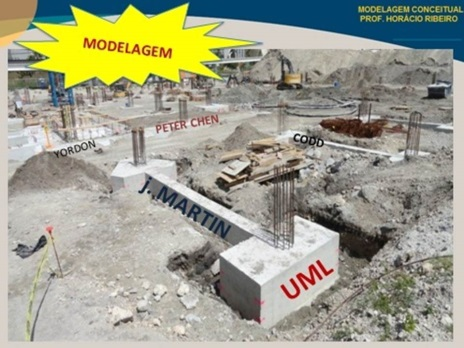 MODELAGEM CONCEITUAL
PROF. HORÁCIO RIBEIRO
MODELAGEM
PETER CHEN
YORDON
CODD
J. MARTIN
UML